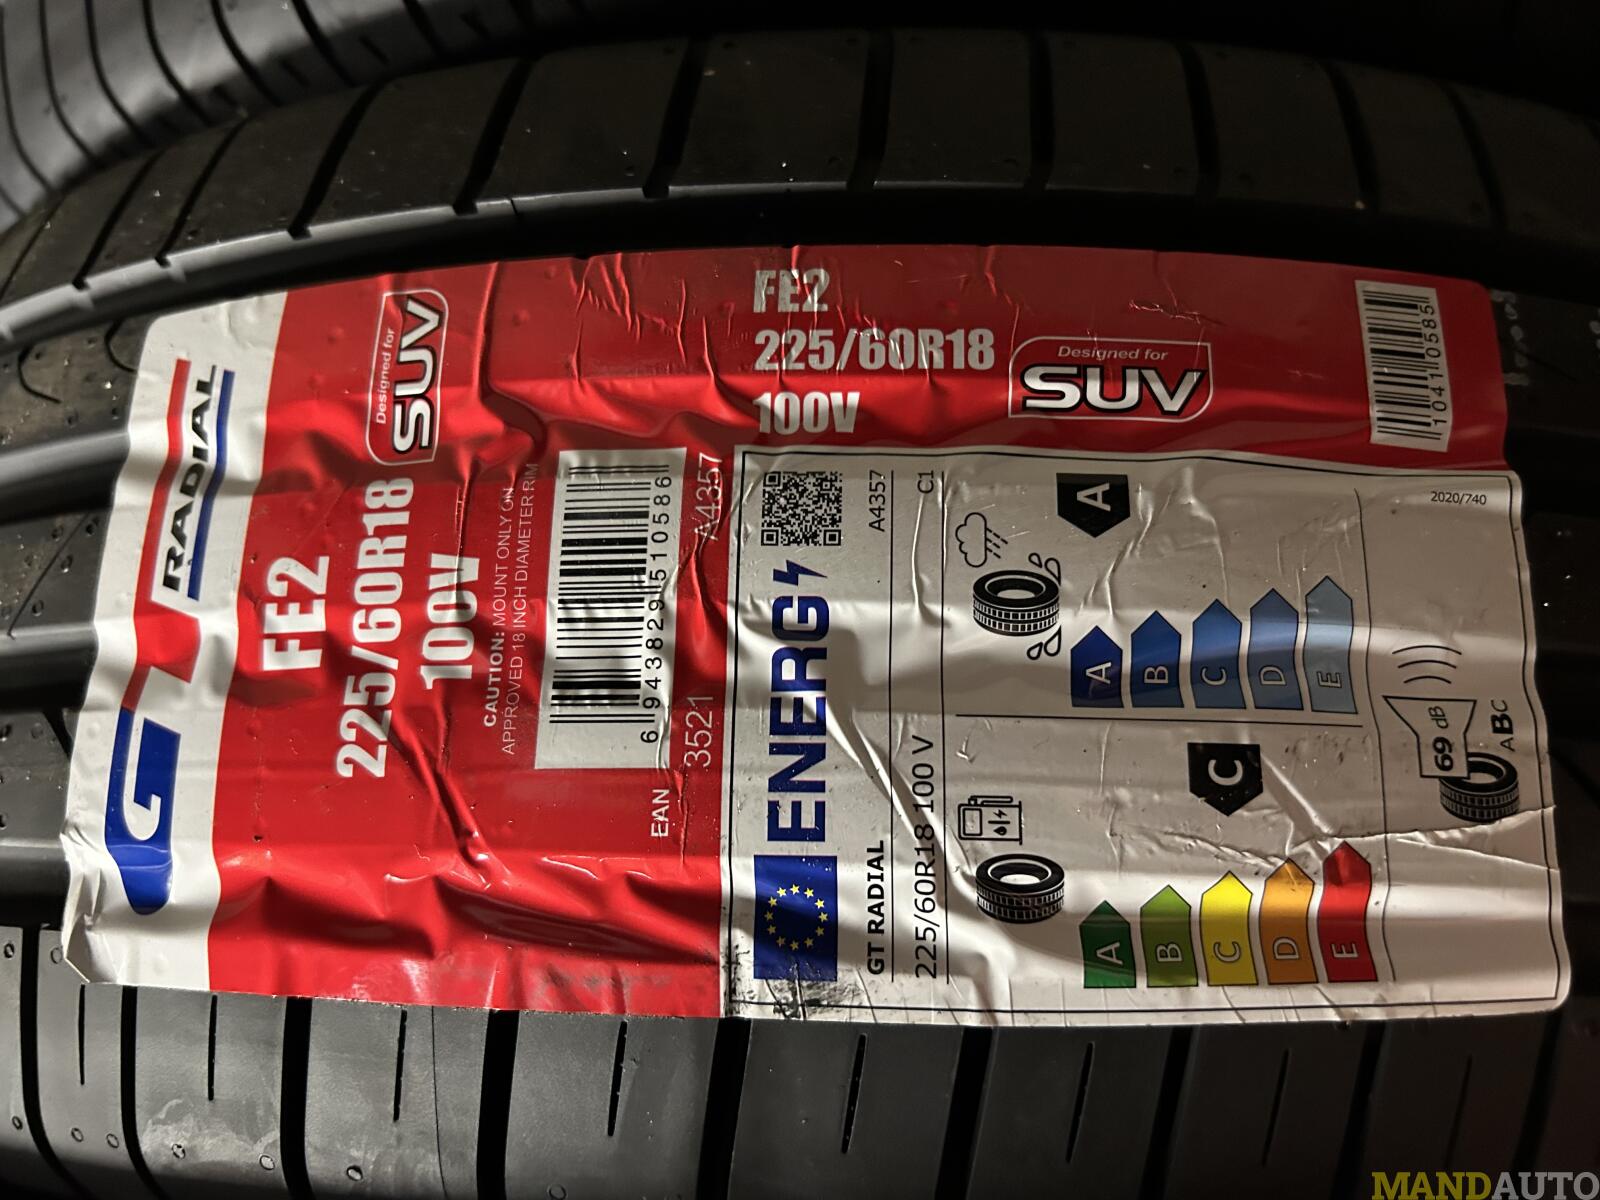 GT RADIAL
FE2
225/60R18
100V
Designed for
SUV
CAUTION: MOUNT ONLY ON
APPROVED 18 INCH DIAMETER RIM
6 943829 510586
EAN
3521
A4357
FE2
225/60R18
100V
Designed for
SUV
1041105
ENERG
GT RADIAL
A4357
225/60R18 100 V
C1
A
A
B
C
D
E
C
A
B
C
D
E
69 dB
ABC
2020/740
MANDAUTO